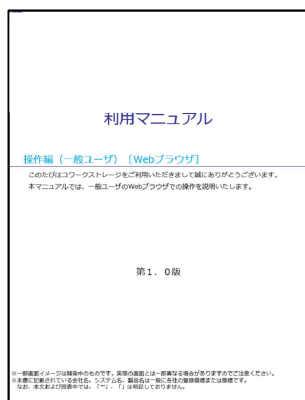 利用マニュアル
操作編(一般ユーザ)[Webブラウザ]
このたびはコワークストレージをご利用いただきまして誠にありがとうございます。
本マニュアルでは、一般ユーザのWebブラウザでの操作を説明いたします。
第1.0版
※一部画面イメージは開発中のものです。実際の画面とは一部異なる場合がありますのでご注意ください。
※本書に記載されている会社名、システム名、製品名は一般に各社の登録商標または商標です。
なお、本文および図表中では、「™」、「」は明記しておりません。